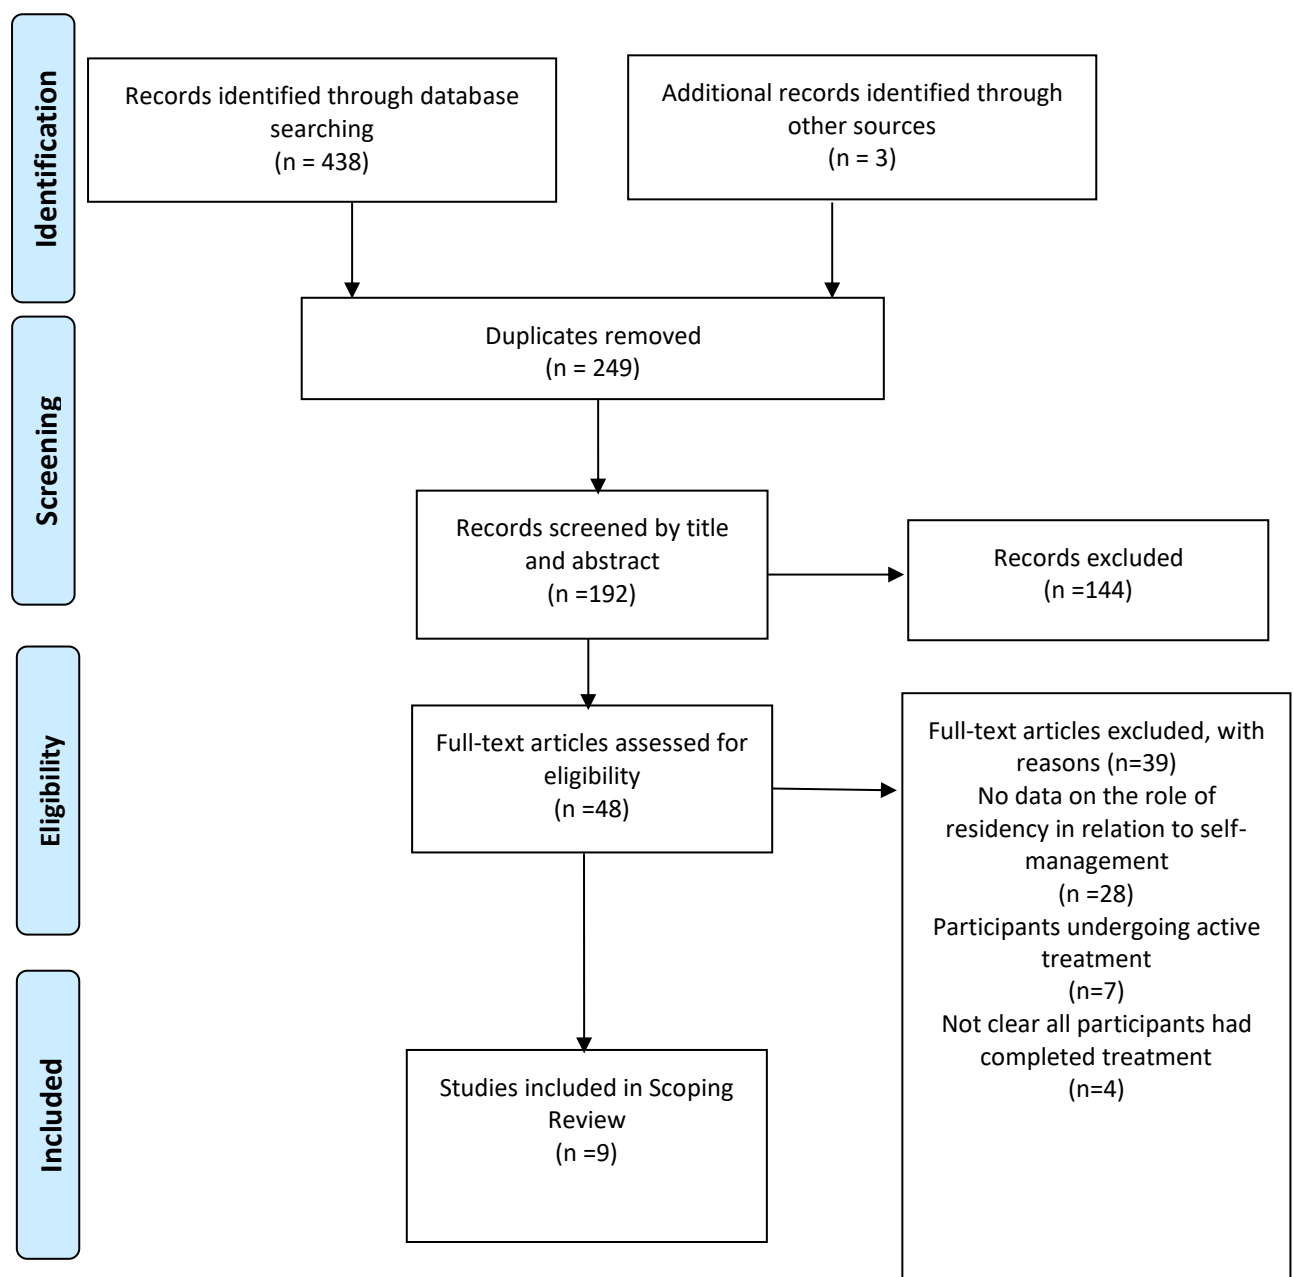 Identification
Records identified through database
searching
(n = 438)
Additional records identified through
other sources
(n = 3)
Screening
Duplicates removed
(n = 249)
Records screened by title
and abstract
(n =192)
Records excluded
(n =144)
Eligibility
Full-text articles assessed for
eligibility
(n =48)
Full-text articles excluded, with
reasons (n=39)
No data on the role of
residency in relation to self-
management
(n =28)
Participants undergoing active
treatment
(n=7)
Not clear all participants had
completed treatment
(n=4)
Included
Studies included in Scoping
Review
(n =9)